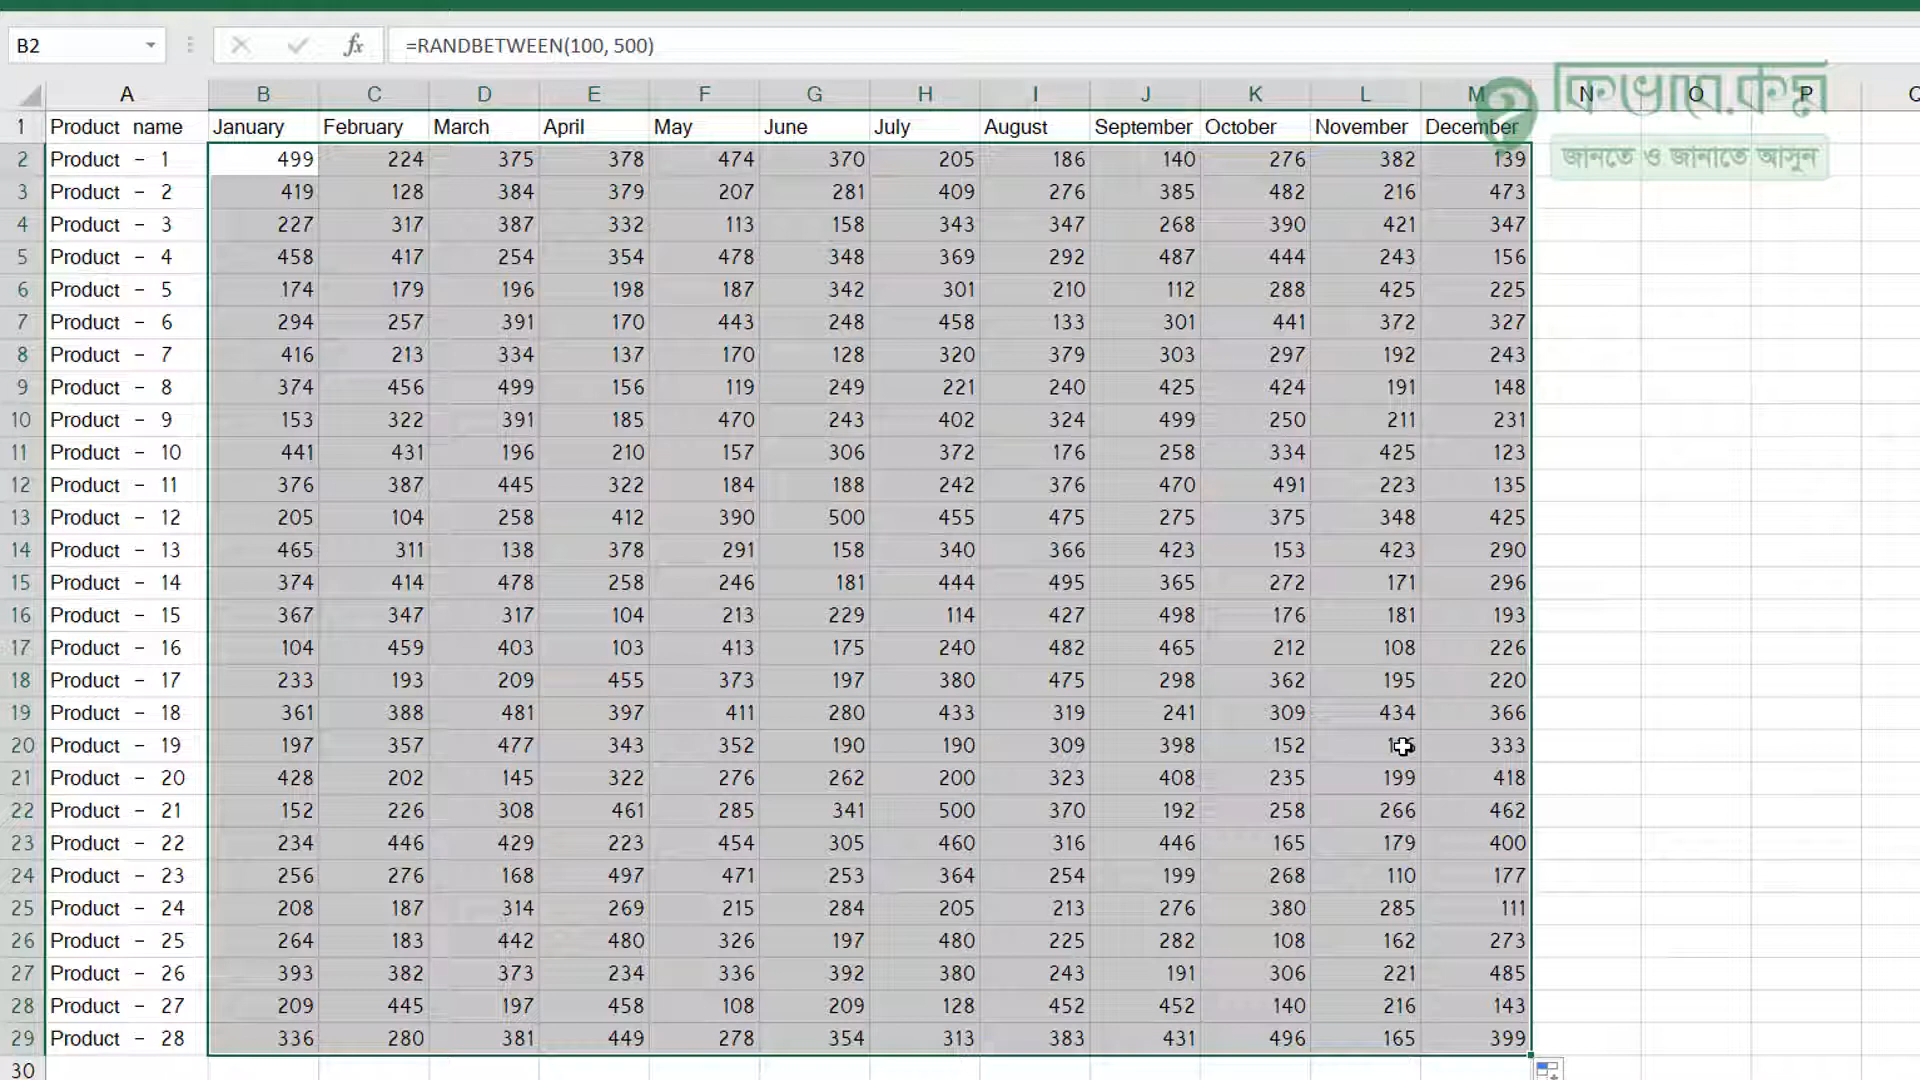 B2 fx =RANDBETWEEN(100, 500)
A B C D E F G H I J K L M N O P
কিভাবে.কম
জানতে ও জানাতে আসুন
1 Product name January February March April May June July August September October November December
2 Product - 1 499 224 375 378 474 370 205 186 140 276 382 139
3 Product - 2 419 128 384 379 207 281 409 276 385 482 216 473
4 Product - 3 227 317 387 332 113 158 343 347 268 390 421 347
5 Product - 4 458 417 254 354 478 348 369 292 487 444 243 156
6 Product - 5 174 179 196 198 187 342 301 210 112 288 425 225
7 Product - 6 294 257 391 170 443 248 458 133 301 441 372 327
8 Product - 7 416 213 334 137 170 128 320 379 303 297 192 243
9 Product - 8 374 456 499 156 119 249 221 240 425 424 191 148
10 Product - 9 153 322 391 185 470 243 402 324 499 250 211 231
11 Product - 10 441 431 196 210 157 306 372 176 258 334 425 123
12 Product - 11 376 387 445 322 184 188 242 376 470 491 223 135
13 Product - 12 205 104 258 412 390 500 455 475 275 375 348 425
14 Product - 13 465 311 138 378 291 158 340 366 423 153 423 290
15 Product - 14 374 414 478 258 246 181 444 495 365 272 171 296
16 Product - 15 367 347 317 104 213 229 114 427 498 176 181 193
17 Product - 16 104 459 403 103 413 175 240 482 465 212 108 226
18 Product - 17 233 193 209 455 373 197 380 475 298 362 195 220
19 Product - 18 361 388 481 397 411 280 433 319 241 309 434 366
20 Product - 19 197 357 477 343 352 190 190 309 398 152 333
21 Product - 20 428 202 145 322 276 262 200 323 408 235 199 418
22 Product - 21 152 226 308 461 285 341 500 370 192 258 266 462
23 Product - 22 234 446 429 223 454 305 460 316 446 165 179 400
24 Product - 23 256 276 168 497 471 253 364 254 199 268 110 177
25 Product - 24 208 187 314 269 215 284 205 213 276 380 285 111
26 Product - 25 264 183 442 480 326 197 480 225 282 108 162 273
27 Product - 26 393 382 373 234 336 392 380 243 191 306 221 485
28 Product - 27 209 445 197 458 108 209 128 452 452 140 216 143
29 Product - 28 336 280 381 449 278 354 313 383 431 496 165 399
30